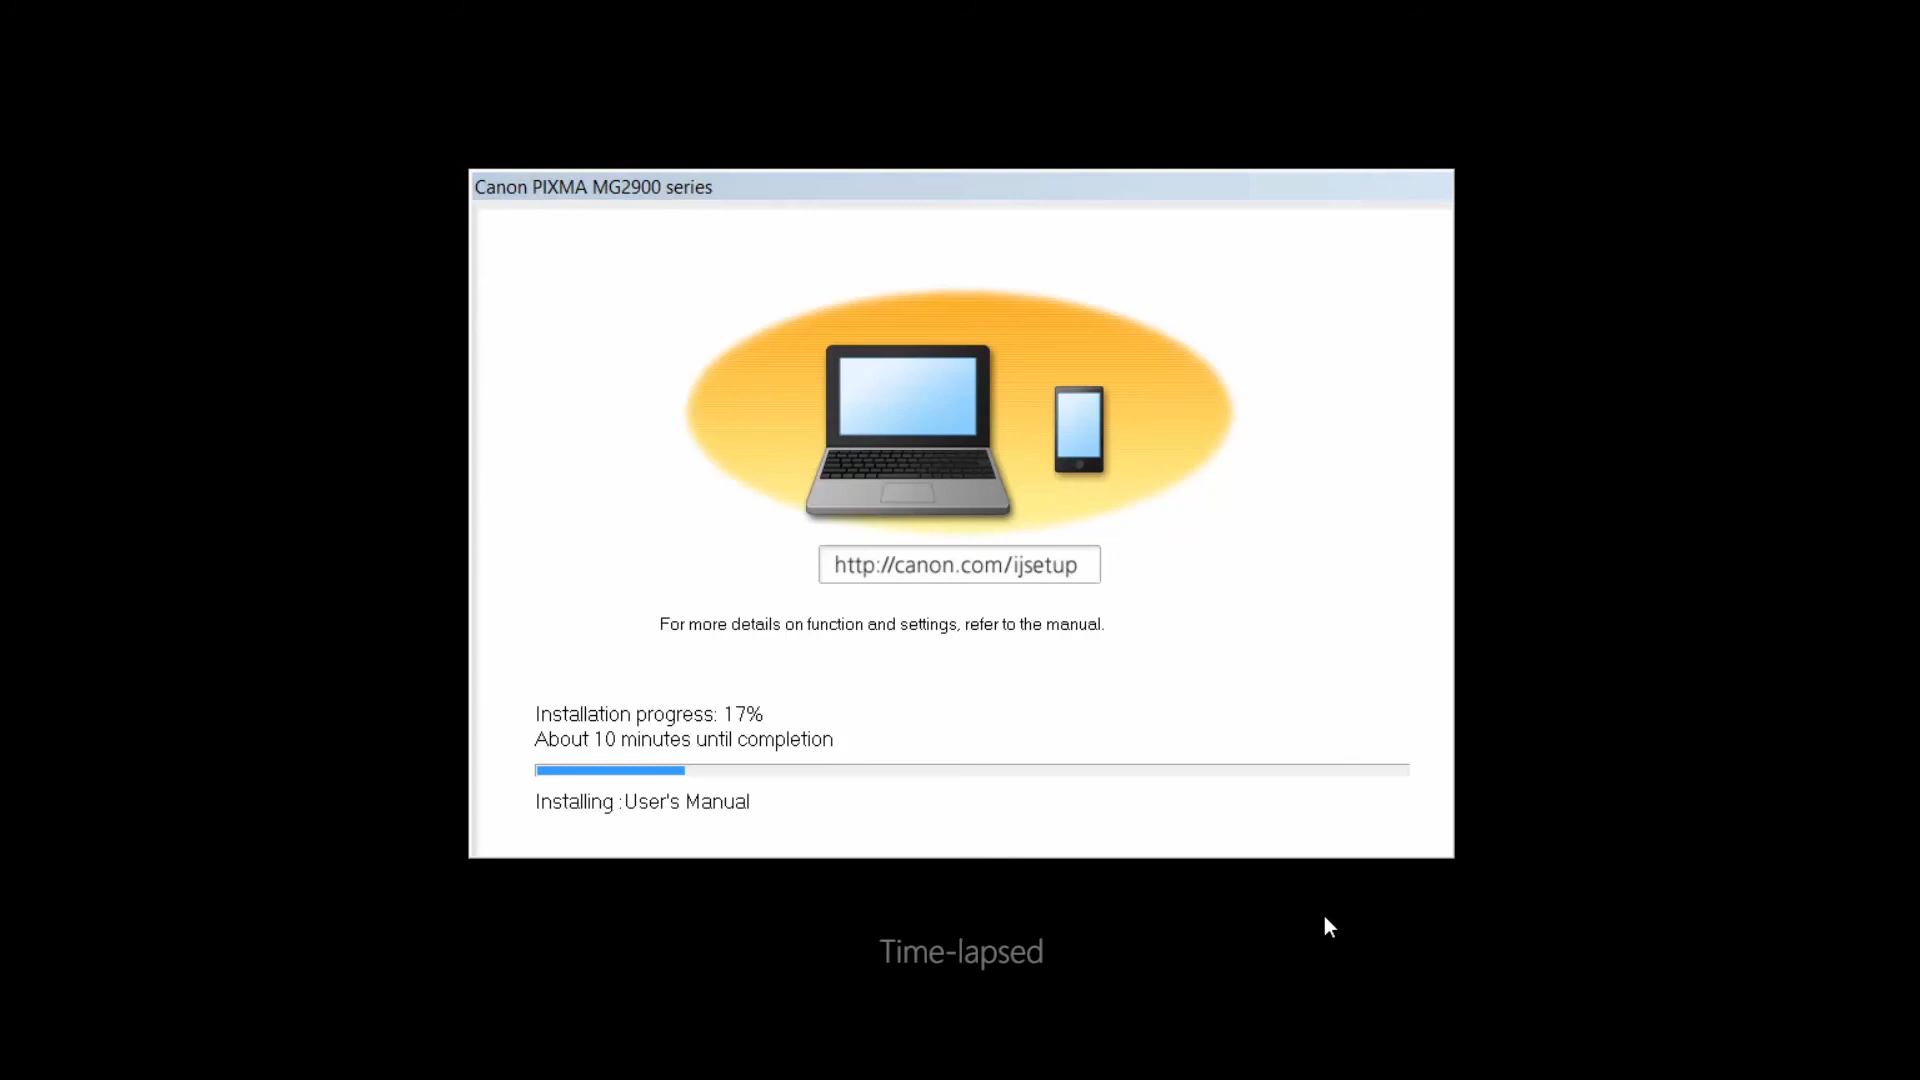 Canon PIXMA MG2900 series
http://canon.com/ijsetup
For more details on function and settings, refer to the manual.
Installation progress: 17%
About 10 minutes until completion
Installing :User's Manual
Time-lapsed